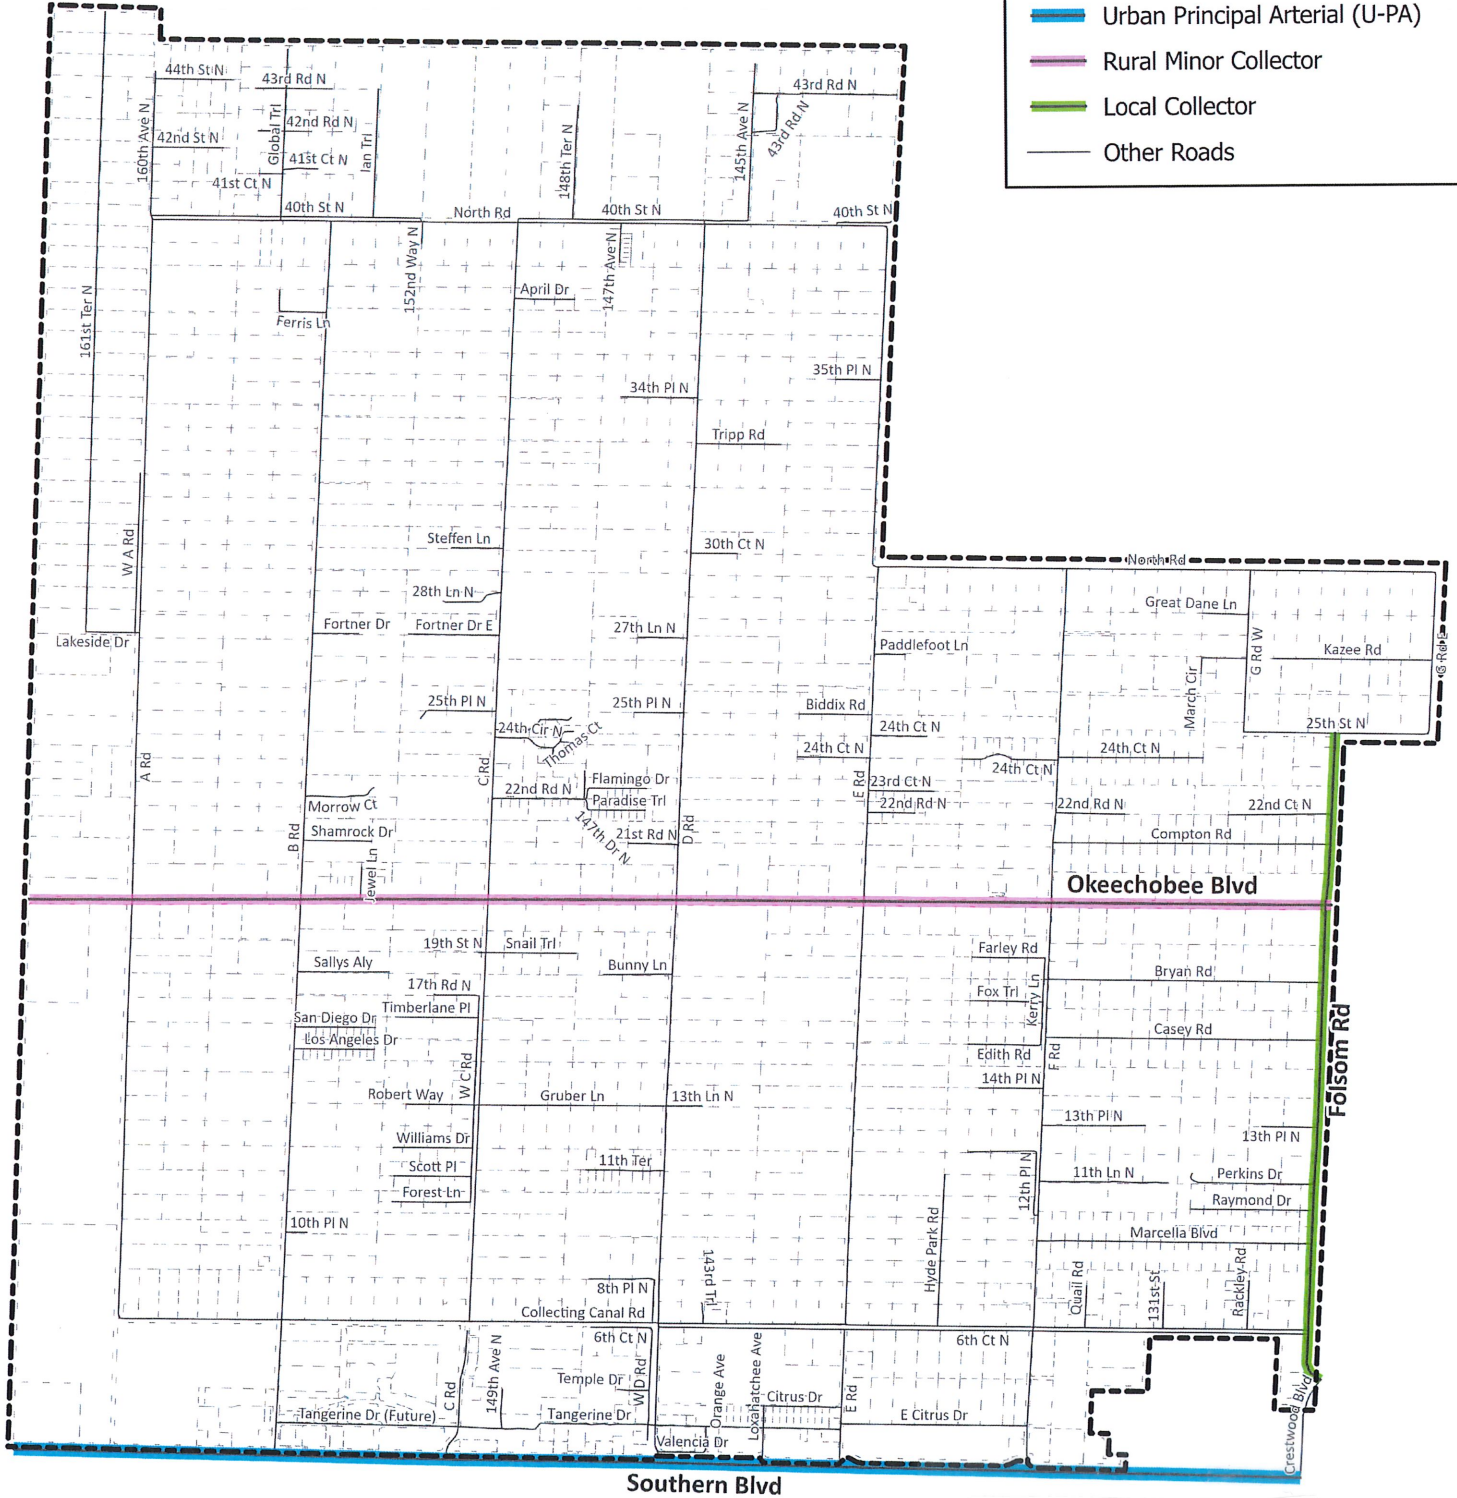 Urban Principal Arterial (U-PA)
Rural Minor Collector
Local Collector
Other Roads
44th St N
43rd Rd N
43rd Rd N
160th Ave N
Global Trl
42nd Rd N
Ian Trl
148th Ter N
145th Ave N
43rd Rd N
42nd St N
41st Ct N
41st Ct N
40th St N
North Rd
40th St N
40th St N
161st Ter N
152nd Way N
147th Ave N
April Dr
Ferris Ln
35th Pl N
34th Pl N
Tripp Rd
W A Rd
Steffen Ln
30th Ct N
North Rd
28th Ln N
Great Dane Ln
Fortner Dr
Fortner Dr E
27th Ln N
Lakeside Dr
Paddlefoot Ln
G Rd W
Kazee Rd
G Rd E
March Cir
25th Pl N
25th Pl N
Biddix Rd
24th Cir N
Thomas Ct
24th Ct N
25th St N
24th Ct N
24th Ct N
24th Ct N
A Rd
C Rd
E Rd
Flamingo Dr
23rd Ct N
22nd Rd N
Paradise Trl
22nd Rd N
22nd Rd N
22nd Ct N
Morrow Ct
147th Dr N
B Rd
Shamrock Dr
21st Rd N
D Rd
Compton Rd
Jewel Ln
Okeechobee Blvd
19th St N
Snail Trl
Farley Rd
Sallys Aly
Bunny Ln
Bryan Rd
17th Rd N
Fox Trl
Kerry Ln
Timberlane Pl
San Diego Dr
Casey Rd
Los Angeles Dr
Folsom Rd
Edith Rd
F Rd
W C Rd
14th Pl N
Robert Way
Gruber Ln
13th Ln N
13th Pl N
13th Pl N
Williams Dr
Scott Pl
11th Ter
12th Pl N
11th Ln N
Perkins Dr
Forest Ln
Raymond Dr
10th Pl N
Hyde Park Rd
Marcella Blvd
143rd Trl
Quail Rd
131st St
Rackley Rd
8th Pl N
Collecting Canal Rd
6th Ct N
6th Ct N
149th Ave N
C Rd
Temple Dr
W D Rd
Orange Ave
Loxahatchee Ave
Citrus Dr
E Rd
E Citrus Dr
Tangerine Dr (Future)
Tangerine Dr
Valencia Dr
Crestwood Blvd
Southern Blvd